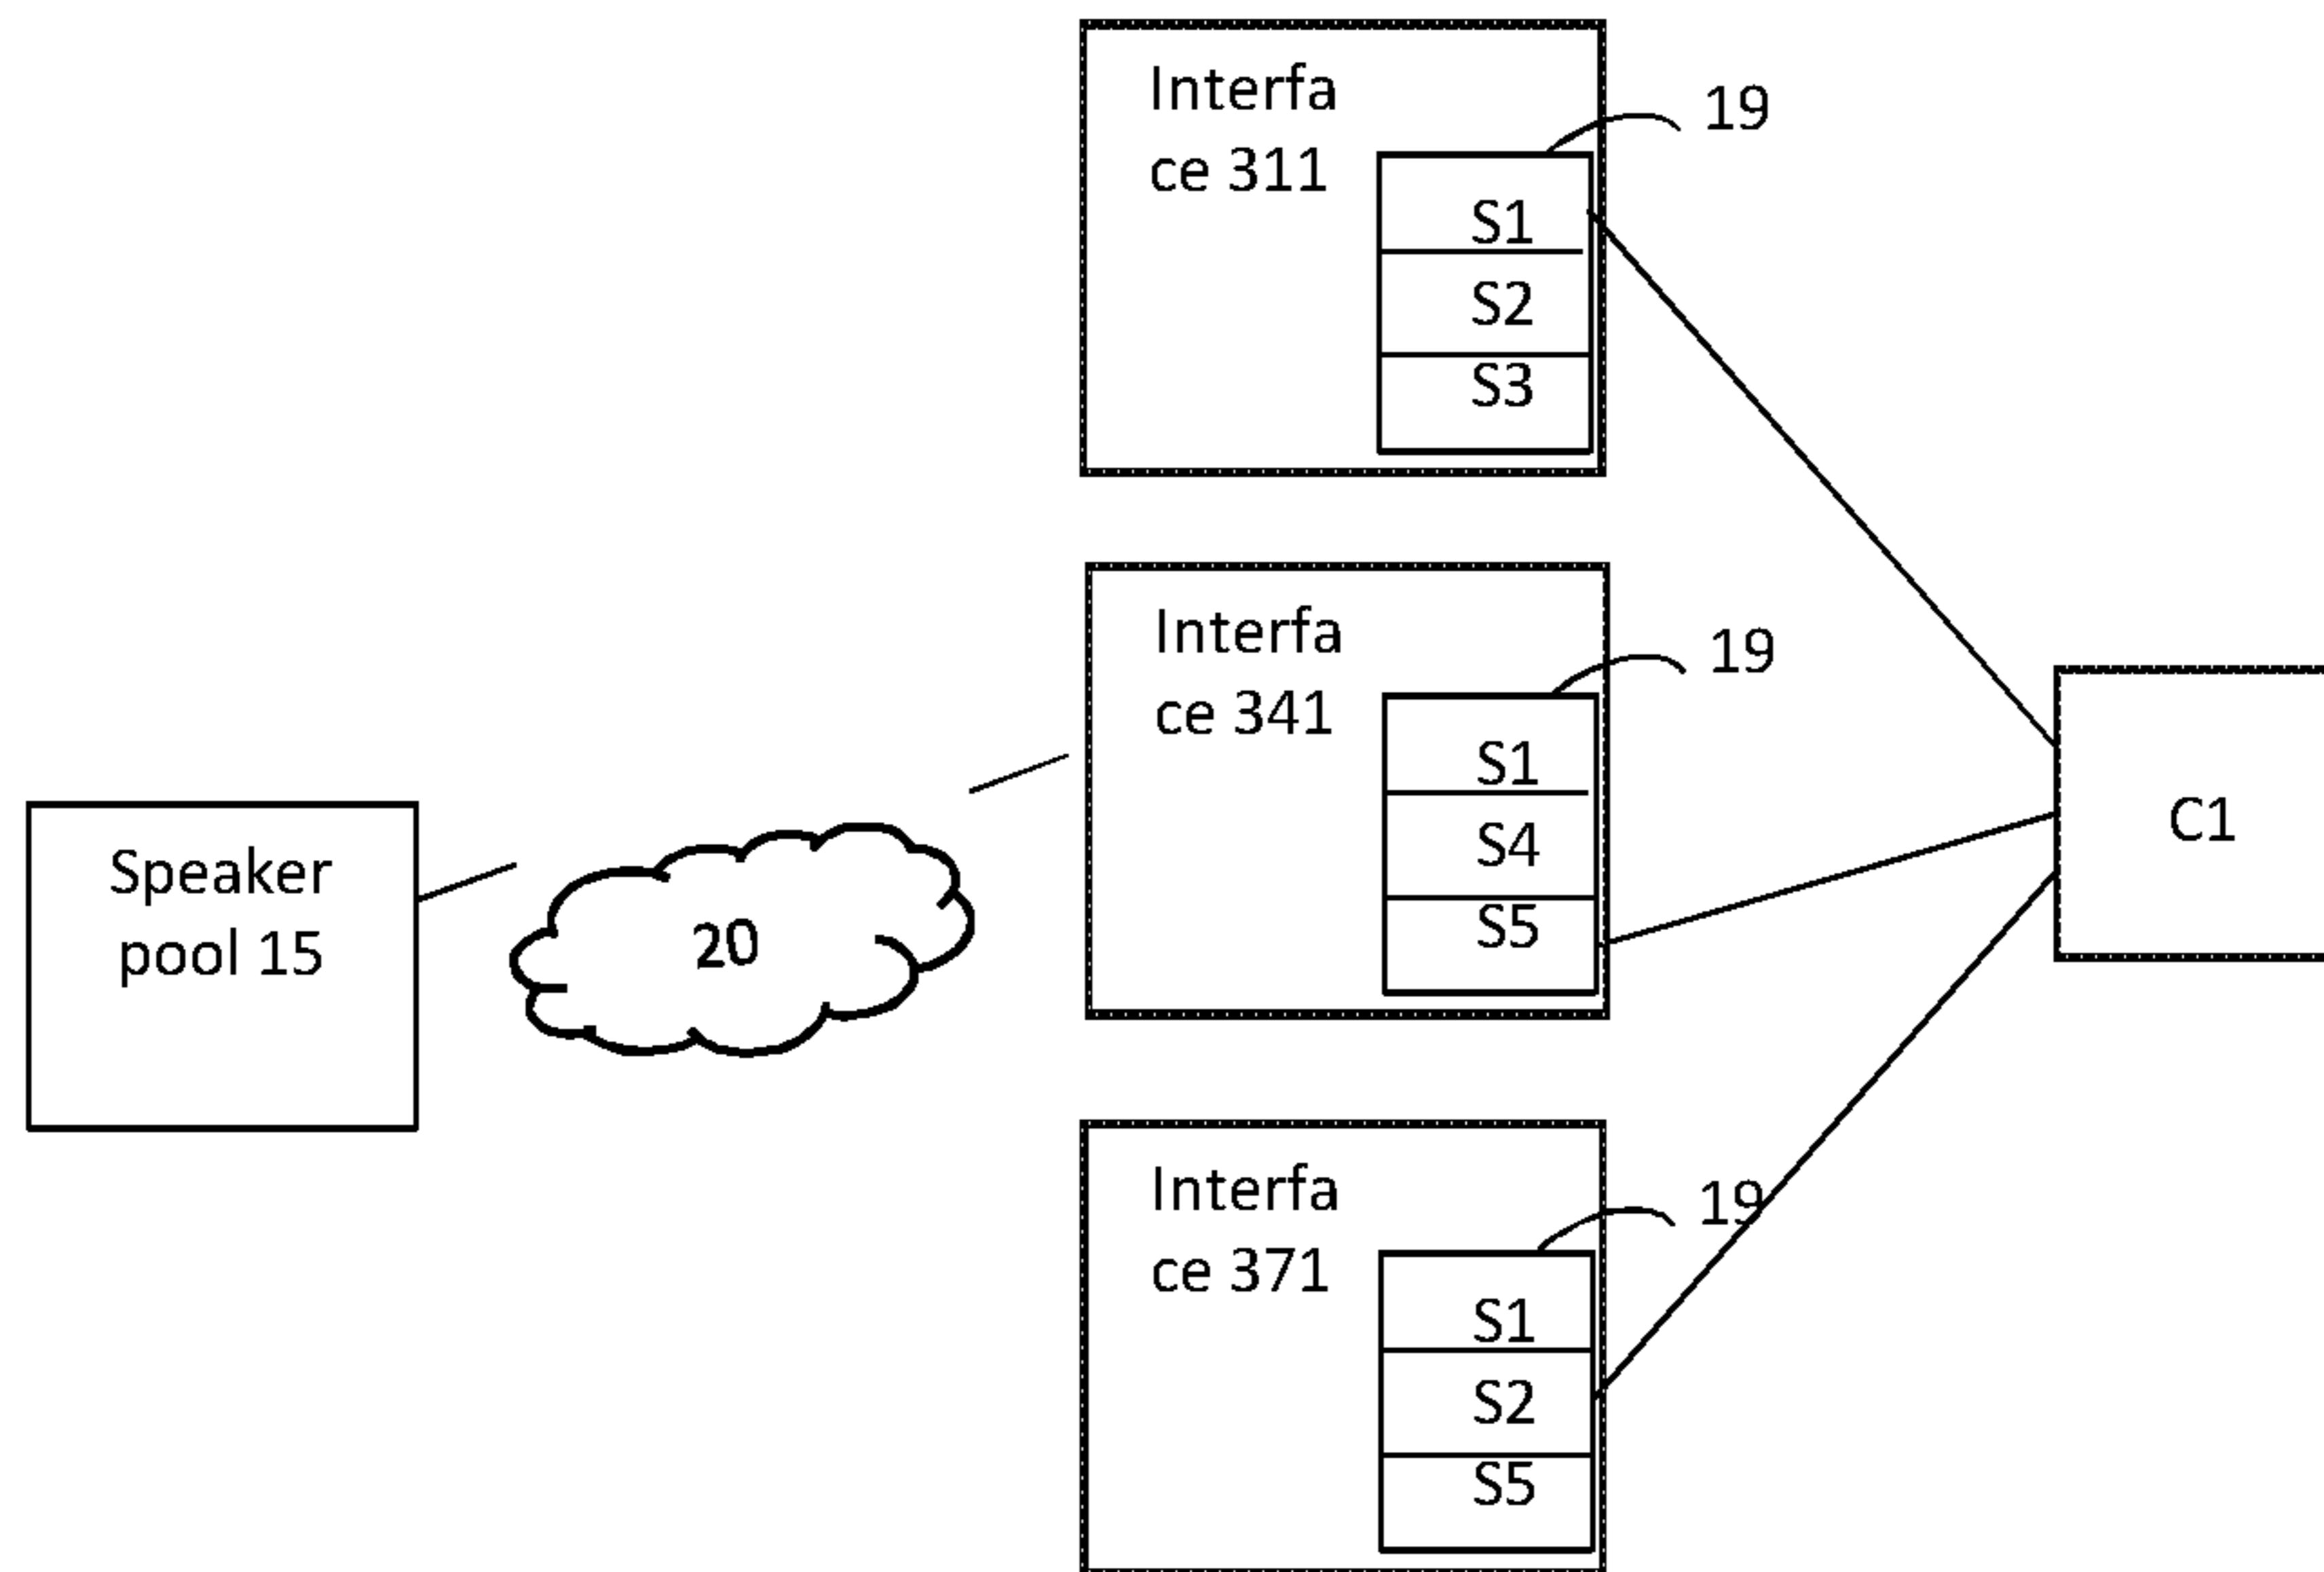 Interfa
ce 311
19
S1
S2
S3
Interfa
ce 341
19
S1
S4
S5
C1
Speaker
pool 15
20
Interfa
ce 371
19
S1
S2
S5